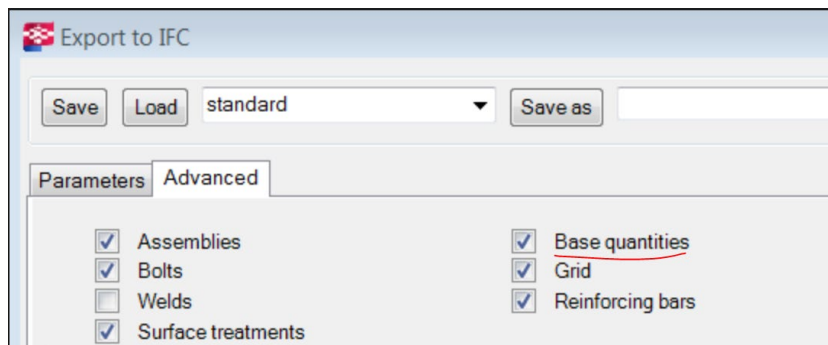 Export to IFC
Save Load standard Save as
Parameters Advanced
Assemblies Base quantities
Bolts Grid
Welds Reinforcing bars
Surface treatments